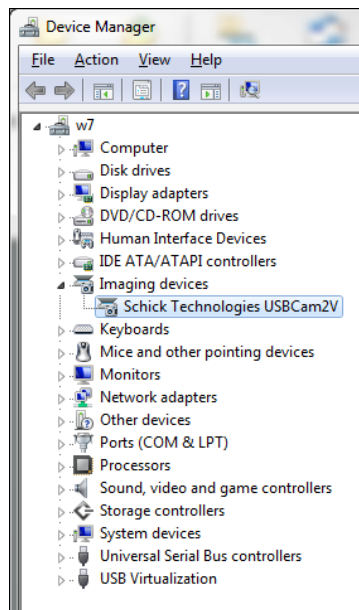 Device Manager
File Action View Help
w7
Computer
Disk drives
Display adapters
DVD/CD-ROM drives
Human Interface Devices
IDE ATA/ATAPI controllers
Imaging devices
Schick Technologies USBCam2V
Keyboards
Mice and other pointing devices
Monitors
Network adapters
Other devices
Ports (COM & LPT)
Processors
Sound, video and game controllers
Storage controllers
System devices
Universal Serial Bus controllers
USB Virtualization